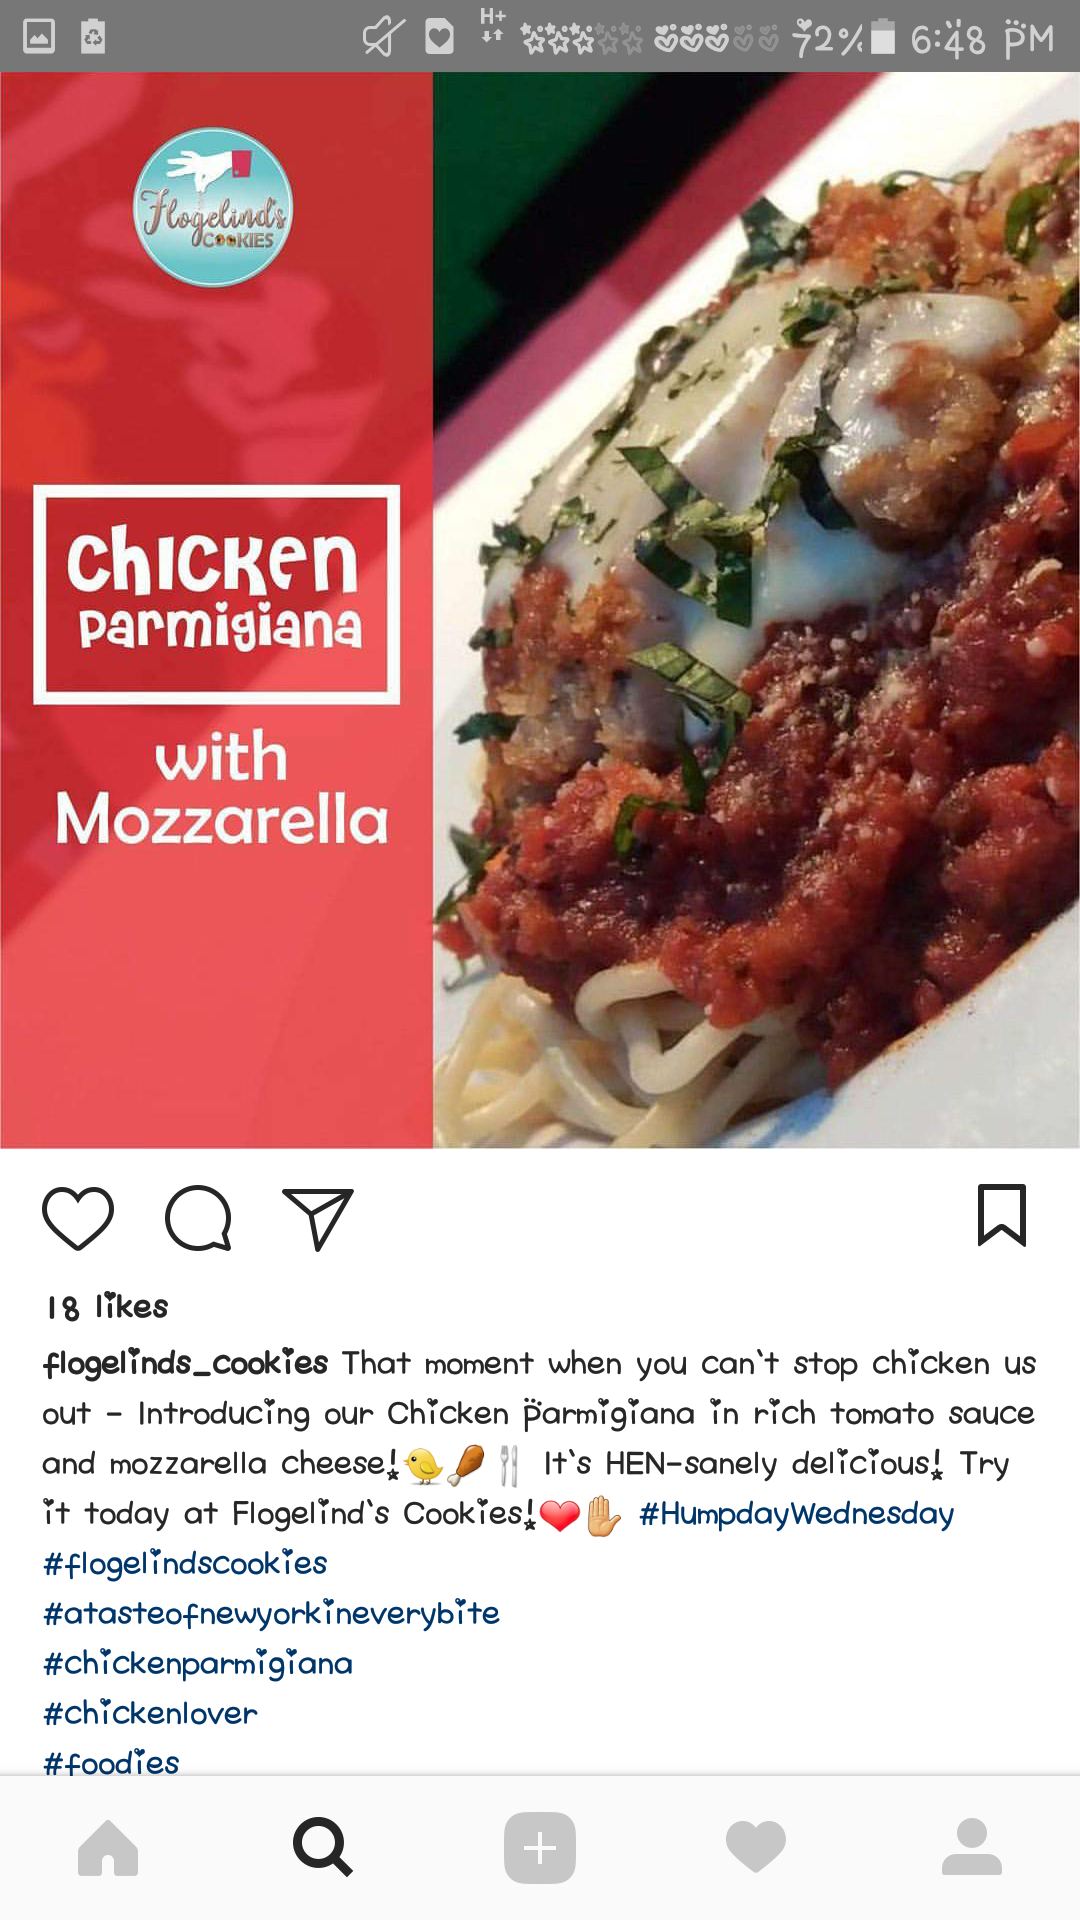 H+
72%
6:48 PM
Flogelind's
COOKIES
Chicken
Parmigiana
with
Mozzarella
18 likes
flogelinds_cookies That moment when you can't stop chicken us
out - Introducing our Chicken Parmigiana in rich tomato sauce
and mozzarella cheese!🐤🍗🍴 It's HEN-sanely delicious! Try
it today at Flogelind's Cookies!❤✋ #HumpdayWednesday
#flogelindscookies
#atasteofnewyorkineverybite
#chickenparmigiana
#chickenlover
#foodies